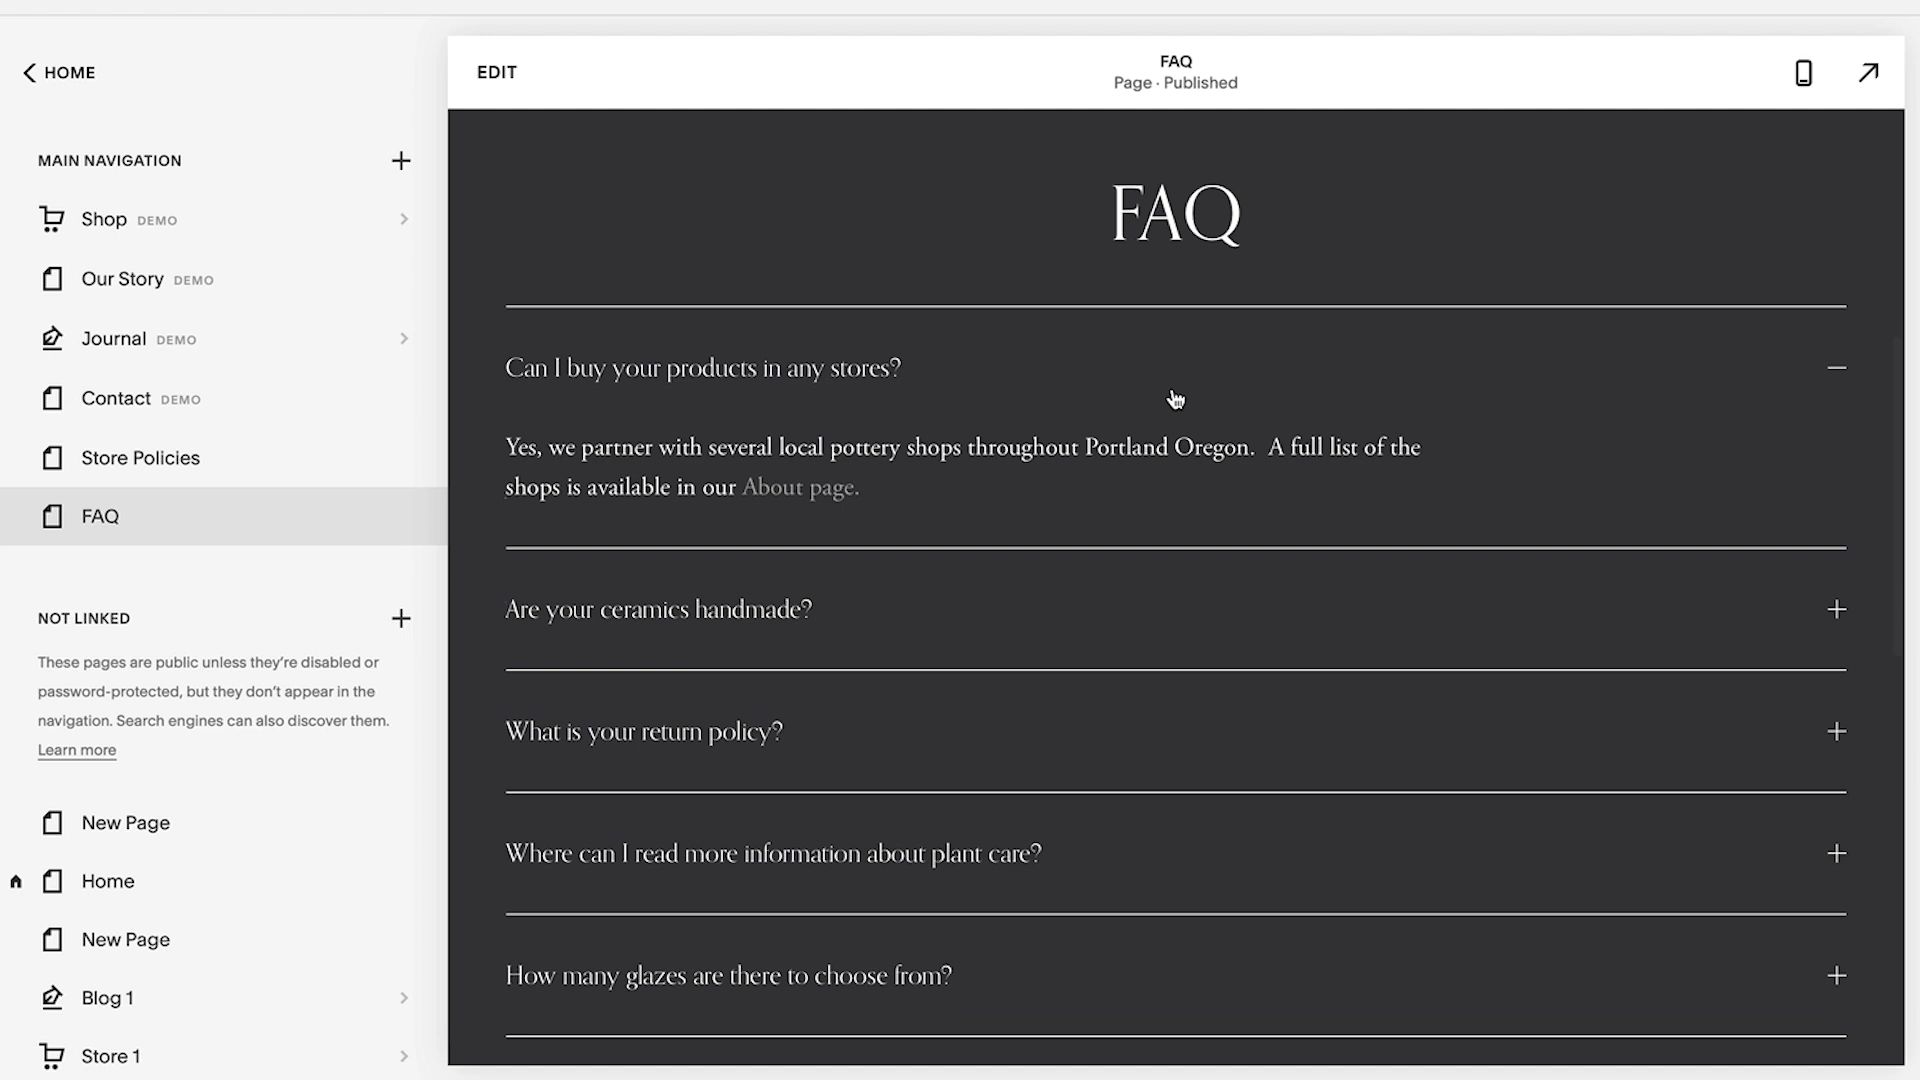 HOME
MAIN NAVIGATION
Shop DEMO
Our Story DEMO
Journal DEMO
Contact DEMO
Store Policies
FAQ
NOT LINKED
These pages are public unless they’re disabled or
password-protected, but they don’t appear in the
navigation. Search engines can also discover them.
Learn more
New Page
Home
New Page
Blog 1
Store 1
EDIT
FAQ
Page · Published
FAQ
Can I buy your products in any stores?
Yes, we partner with several local pottery shops throughout Portland Oregon.  A full list of the
shops is available in our About page.
Are your ceramics handmade?
What is your return policy?
Where can I read more information about plant care?
How many glazes are there to choose from?